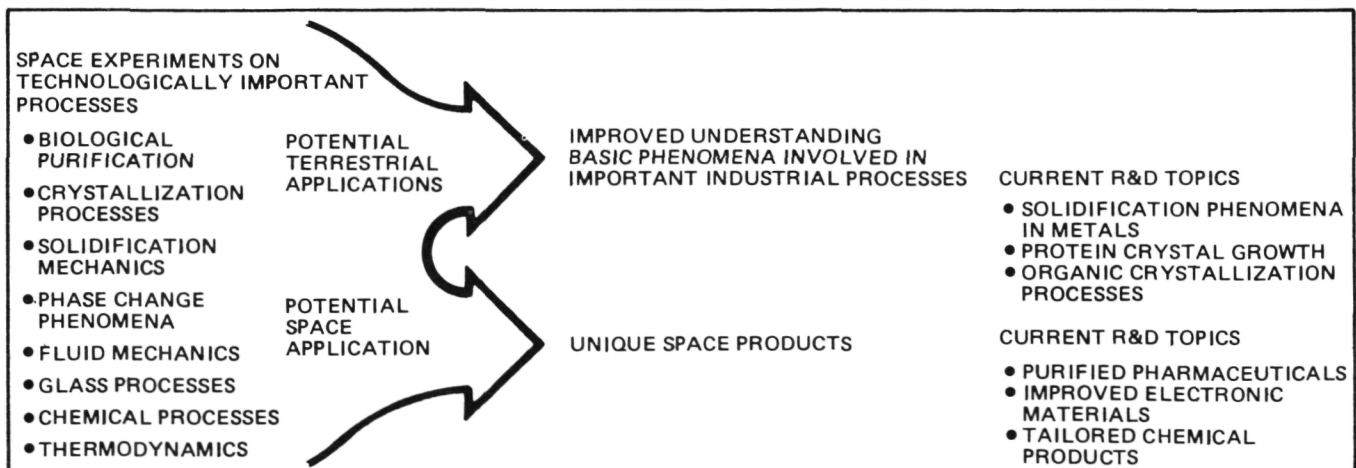 SPACE EXPERIMENTS ON
TECHNOLOGICALLY IMPORTANT
PROCESSES
• BIOLOGICAL
PURIFICATION
• CRYSTALLIZATION
PROCESSES
• SOLIDIFICATION
MECHANICS
• PHASE CHANGE
PHENOMENA
• FLUID MECHANICS
• GLASS PROCESSES
• CHEMICAL PROCESSES
• THERMODYNAMICS
POTENTIAL
TERRESTRIAL
APPLICATIONS
POTENTIAL
SPACE
APPLICATION
IMPROVED UNDERSTANDING
BASIC PHENOMENA INVOLVED IN
IMPORTANT INDUSTRIAL PROCESSES
UNIQUE SPACE PRODUCTS
CURRENT R&D TOPICS
• SOLIDIFICATION PHENOMENA
IN METALS
• PROTEIN CRYSTAL GROWTH
• ORGANIC CRYSTALLIZATION
PROCESSES
CURRENT R&D TOPICS
• PURIFIED PHARMACEUTICALS
• IMPROVED ELECTRONIC
MATERIALS
• TAILORED CHEMICAL
PRODUCTS